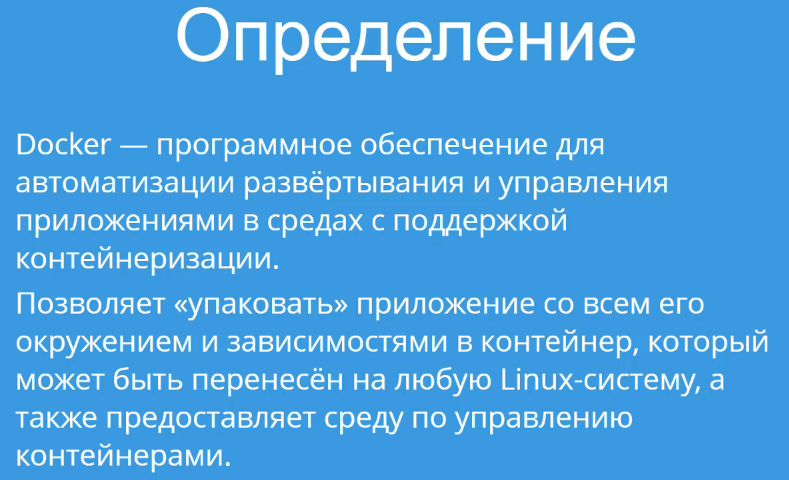 Определение
Docker — программное обеспечение для
автоматизации развёртывания и управления
приложениями в средах с поддержкой
контейнеризации.
Позволяет «упаковать» приложение со всем его
окружением и зависимостями в контейнер, который
может быть перенесён на любую Linux-систему, а
также предоставляет среду по управлению
контейнерами.